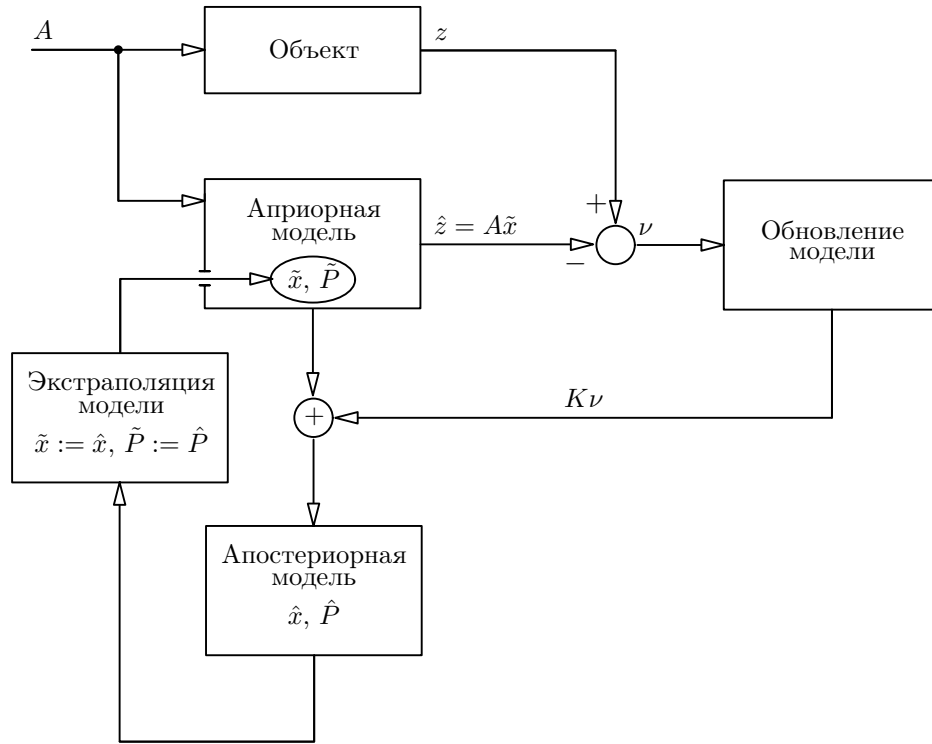 A
Объект
z
Априорная
модель
x̃, P̃
ẑ = Ax̃
+
−
ν
Обновление
модели
Экстраполяция
модели
x̃ := x̂, P̃ := P̂
+
Kν
Апостериорная
модель
x̂, P̂